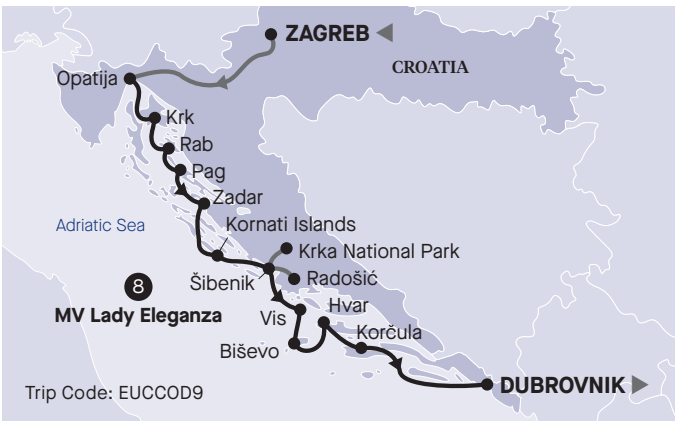 ZAGREB
CROATIA
Opatija
Krk
Rab
Pag
Zadar
Adriatic Sea
Kornati Islands
Krka National Park
Šibenik
Radošić
8
MV Lady Eleganza
Vis
Hvar
Korčula
Biševo
DUBROVNIK
Trip Code: EUCCOD9